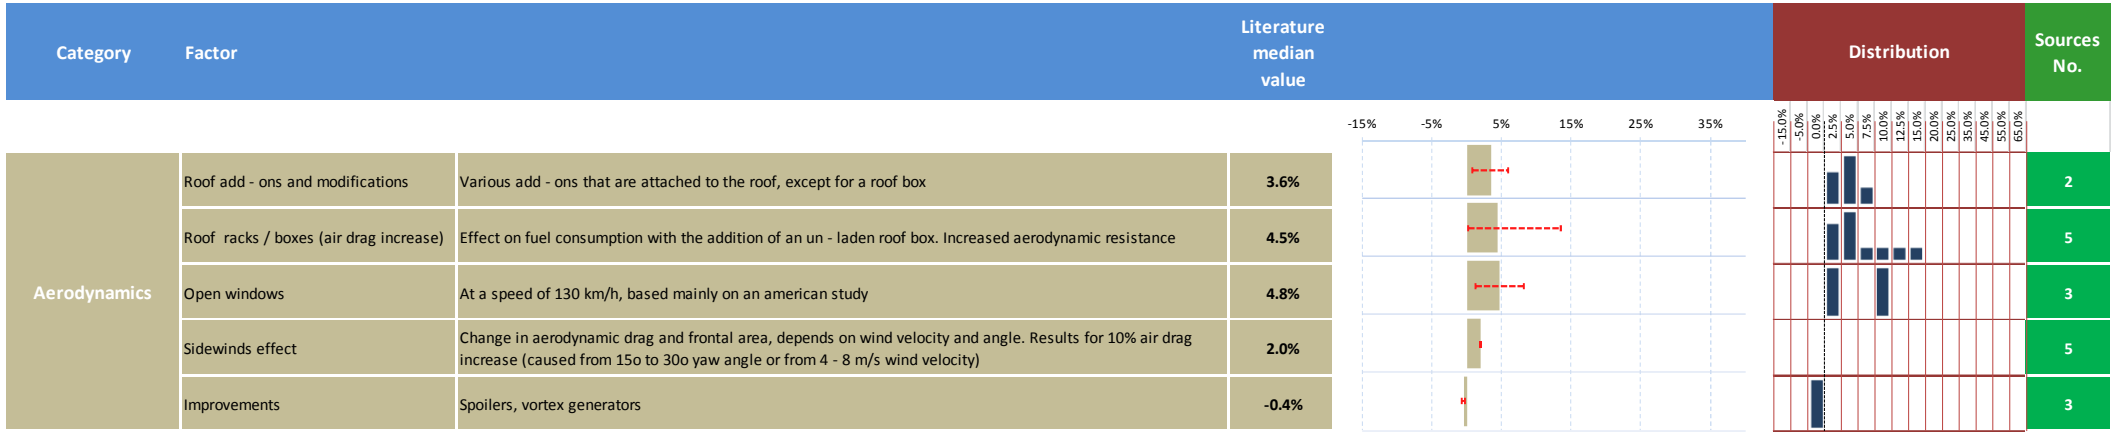 Category Factor Literature median value Distribution Sources No.
-15% -5% 5% 15% 25% 35%
-15.0% -5.0% 0.0% 2.5% 5.0% 7.5% 10.0% 12.5% 15.0% 20.0% 25.0% 35.0% 45.0% 55.0% 65.0%
Aerodynamics
Roof add - ons and modifications Various add - ons that are attached to the roof, except for a roof box 3.6% 2
Roof racks / boxes (air drag increase) Effect on fuel consumption with the addition of an un - laden roof box. Increased aerodynamic resistance 4.5% 5
Open windows At a speed of 130 km/h, based mainly on an american study 4.8% 3
Sidewinds effect Change in aerodynamic drag and frontal area, depends on wind velocity and angle. Results for 10% air drag
increase (caused from 15o to 30o yaw angle or from 4 - 8 m/s wind velocity) 2.0% 5
Improvements Spoilers, vortex generators -0.4% 3